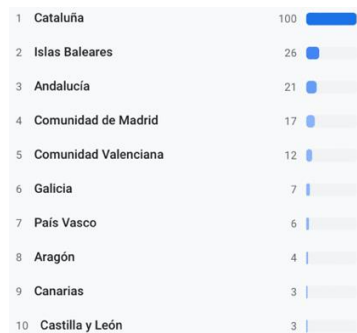 1 Cataluña 100
2 Islas Baleares 26
3 Andalucía 21
4 Comunidad de Madrid 17
5 Comunidad Valenciana 12
6 Galicia 7
7 País Vasco 6
8 Aragón 4
9 Canarias 3
10 Castilla y León 3